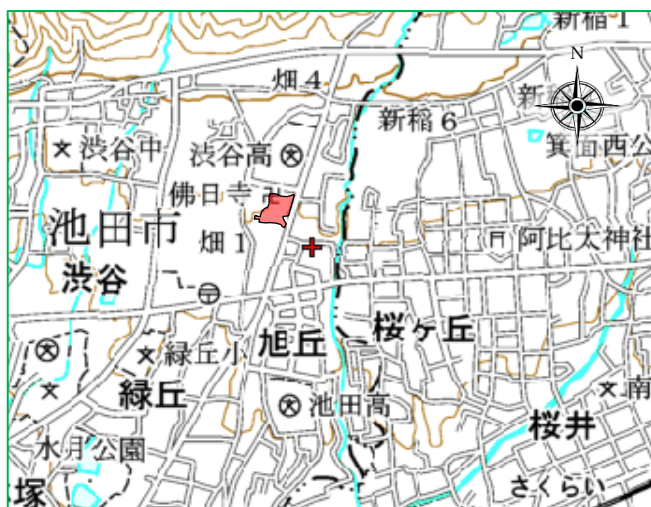 新稲1
N
畑4
新
新稲6
渋谷中
渋谷高
箕面西公
佛日寺
池田市
畑1
阿比太神社
渋谷
旭丘
桜ヶ丘
緑丘小
緑丘
池田高
南
水月公園
桜井
塚
さくらい